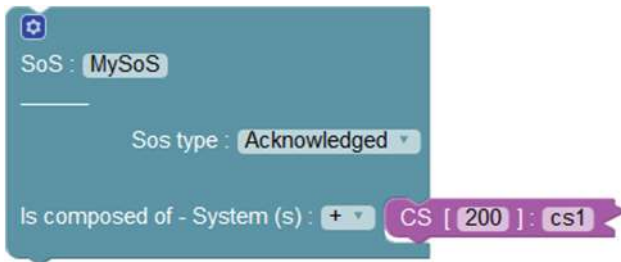 SoS : MySoS
Sos type : Acknowledged
Is composed of - System (s) : + CS [ 200 ] : cs1